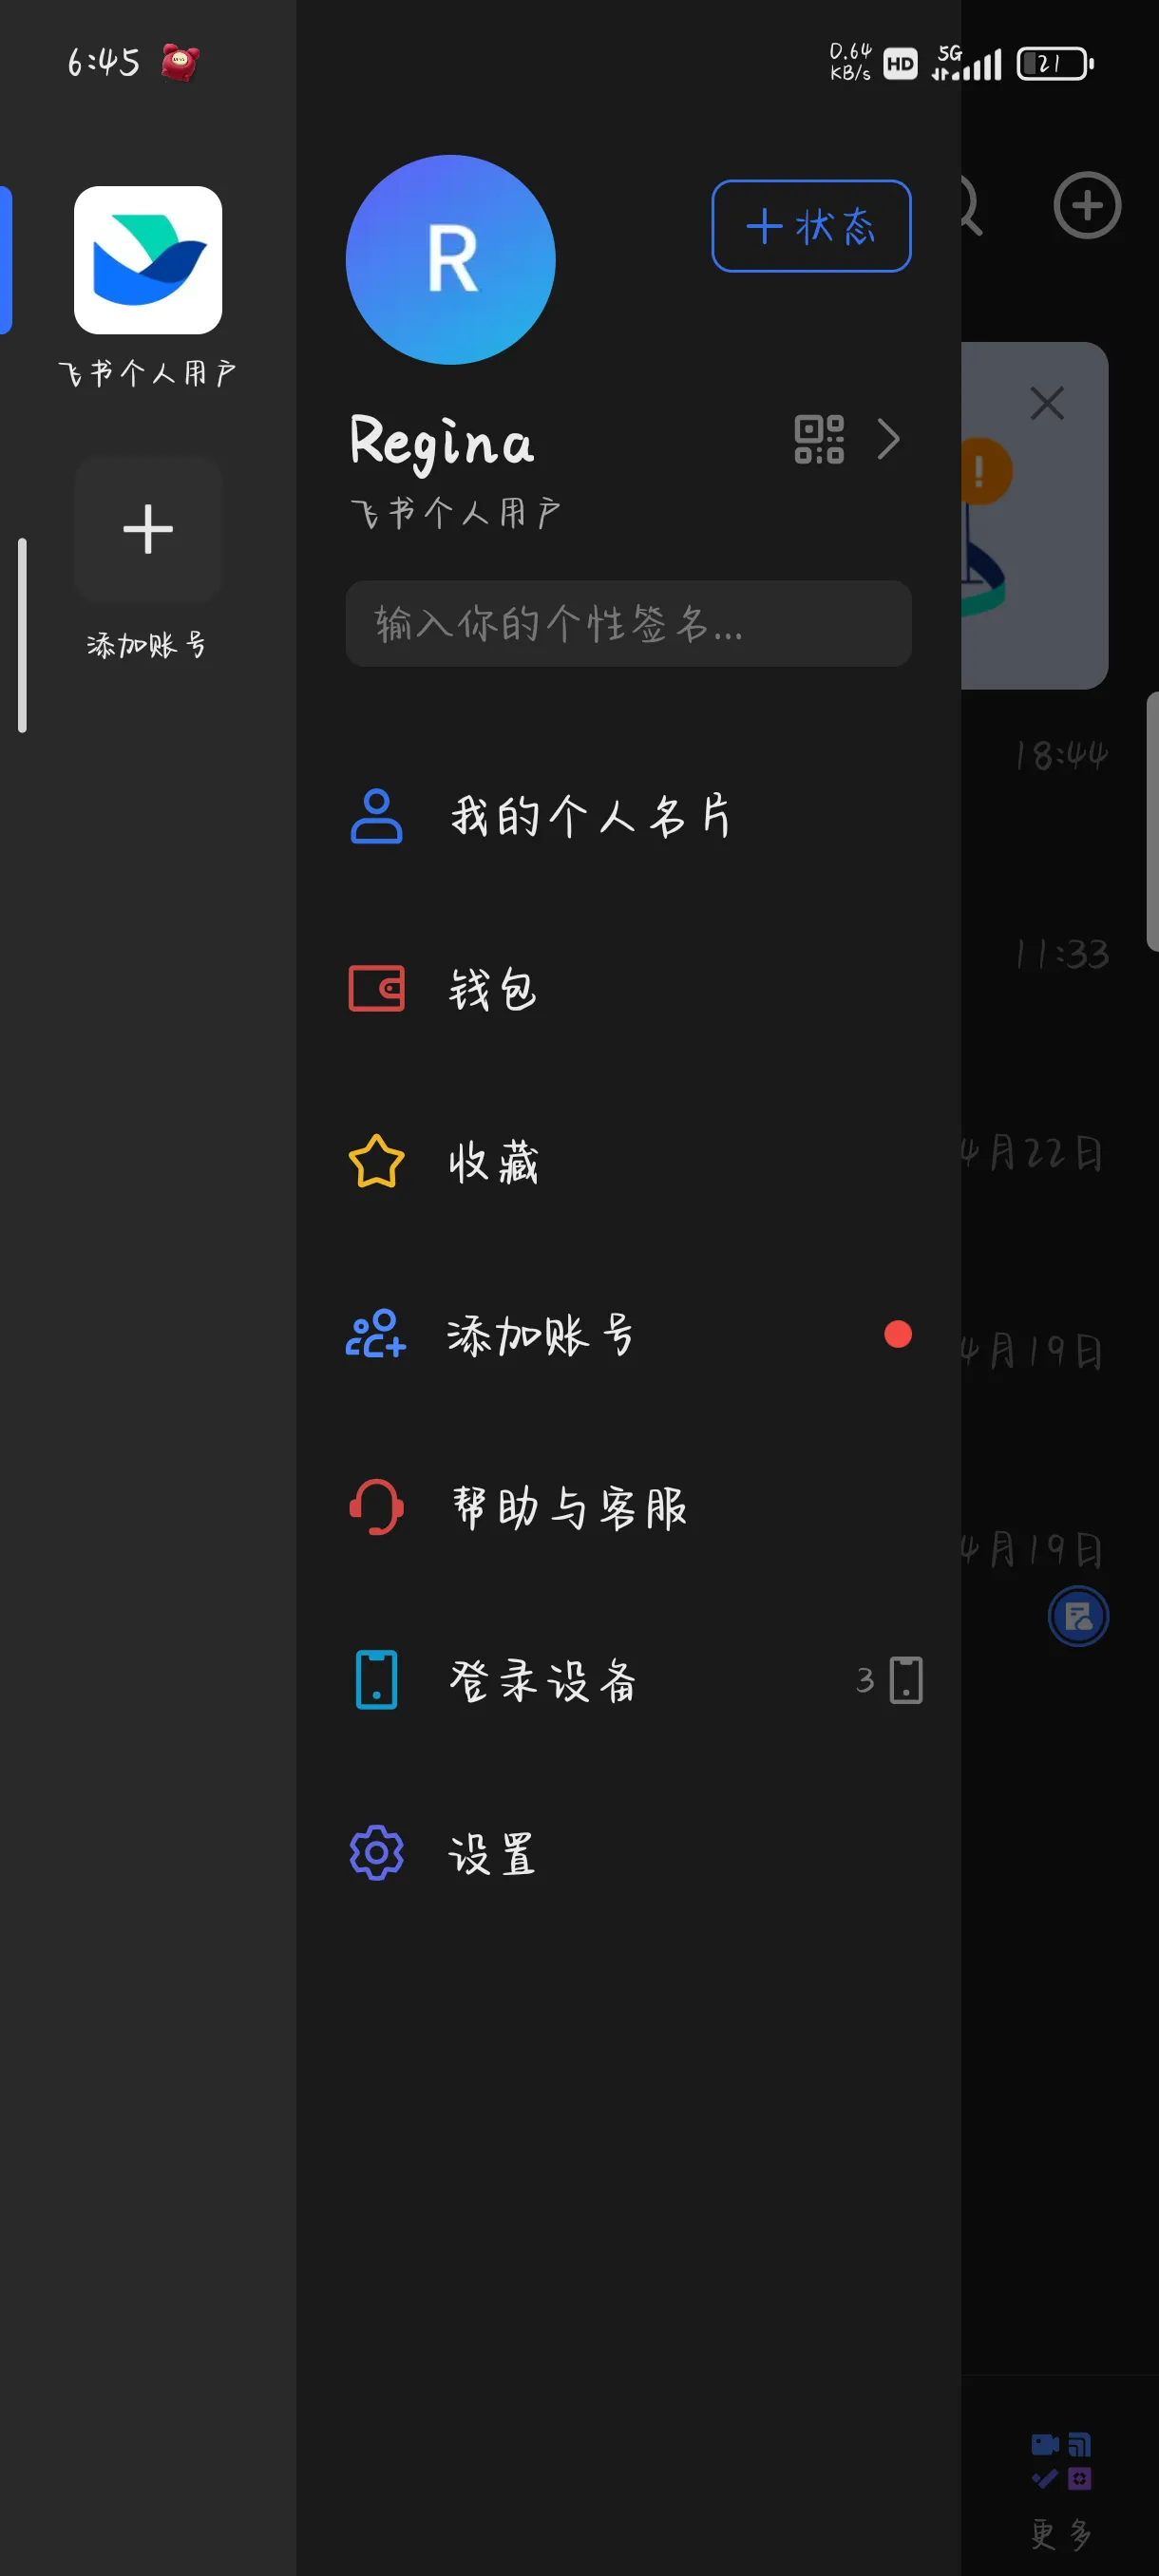 6:45
0.64
KB/s
HD
5G
21
R
状态
飞书个人用户
Regina
飞书个人用户
输入你的个性签名...
添加账号
18:44
我的个人名片
11:33
钱包
4月22日
收藏
添加账号
4月19日
帮助与客服
4月19日
登录设备
3
设置
更多